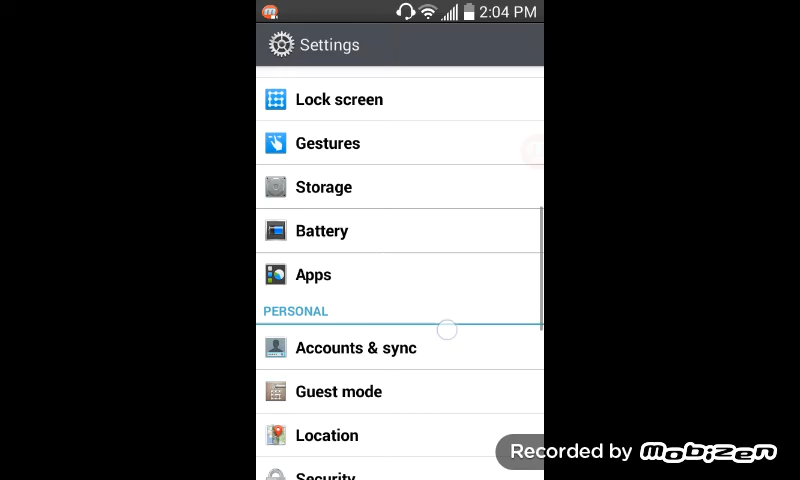 2:04 PM
Settings
Lock screen
Gestures
Storage
Battery
Apps
PERSONAL
Accounts & sync
Guest mode
Location
Recorded by mobizen
Security